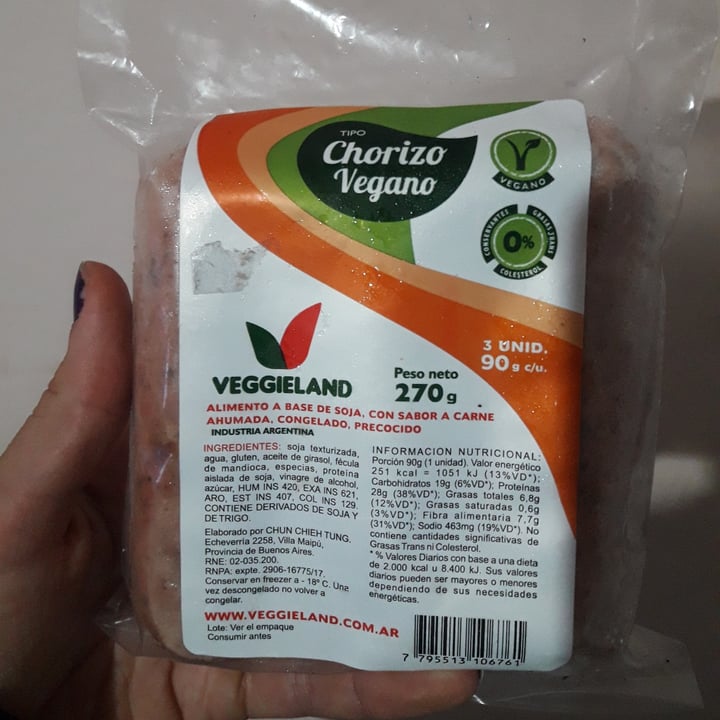 TIPO
Chorizo
Vegano
VEGANO
CONSERVANTES
GRASAS TRANS
0%
COLESTEROL
3 UNID.
90 g c/u.
VEGGIELAND
Peso neto
270 g
ALIMENTO A BASE DE SOJA, CON SABOR A CARNE
AHUMADA, CONGELADO, PRECOCIDO
INDUSTRIA ARGENTINA
INGREDIENTES: soja texturizada,
agua, gluten, aceite de girasol, fécula
de mandioca, especias, proteína
aislada de soja, vinagre de alcohol,
azúcar, HUM INS 420, EXA INS 621,
ARO, EST INS 407, COL INS 129.
CONTIENE DERIVADOS DE SOJA Y
DE TRIGO.
Elaborado por CHUN CHIEH TUNG.
Echeverría 2258, Villa Maipú,
Provincia de Buenos Aires.
RNE: 02-035.200.
RNPA: expte. 2906-16775/17.
Conservar en freezer a - 18º C. Una
vez descongelado no volver a
congelar.
INFORMACION NUTRICIONAL:
Porción 90g (1 unidad). Valor energético
251 kcal = 1051 kJ (13%VD*);
Carbohidratos 19g (6%VD*); Proteínas
28g (38%VD*); Grasas totales 6,8g
(12%VD*); Grasas saturadas 0,6g
(3%VD*); Fibra alimentaria 7,7g
(31%VD*); Sodio 463mg (19%VD*). No
contiene cantidades significativas de
Grasas Trans ni Colesterol.
* % Valores Diarios con base a una dieta
de 2.000 kcal u 8.400 kJ. Sus valores
diarios pueden ser mayores o menores
dependiendo de sus necesidades
energéticas.
WWW.VEGGIELAND.COM.AR
Lote: Ver el empaque
Consumir antes
7 795513 106761